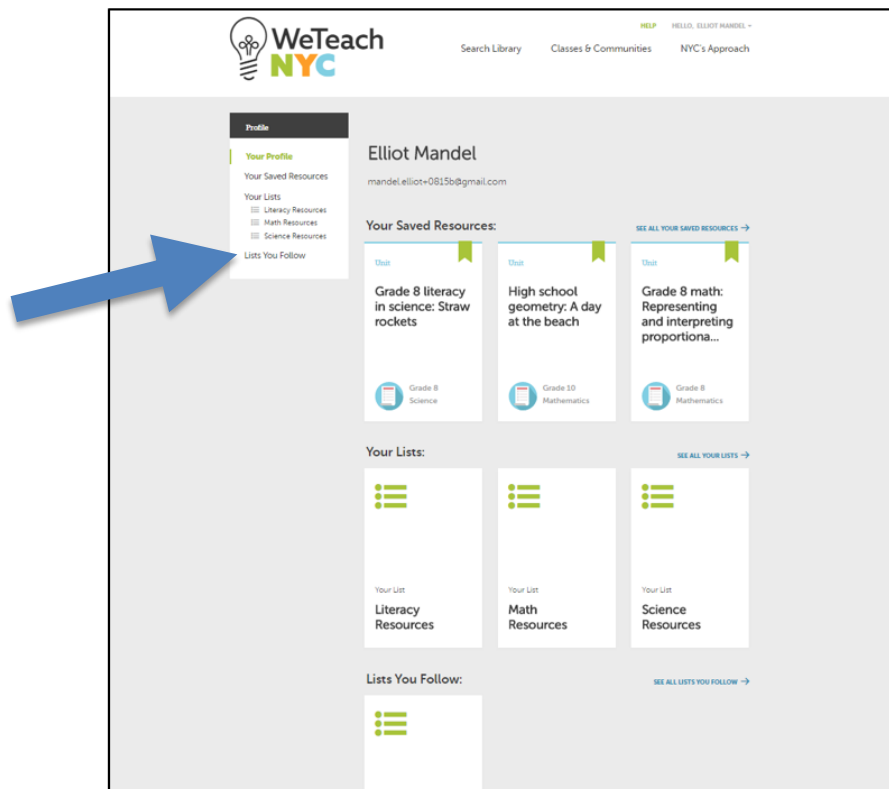 WeTeach
NYC
HELP HELLO, ELLIOT MANDEL
Search Library Classes & Communities NYC's Approach
Profile
Your Profile
Your Saved Resources
Your Lists
Literacy Resources
Math Resources
Science Resources
Lists You Follow
Elliot Mandel
mandel.elliot+0815b@gmail.com
Your Saved Resources:
SEE ALL YOUR SAVED RESOURCES →
Unit
Grade 8 literacy
in science: Straw
rockets
Grade 8
Science
Unit
High school
geometry: A day
at the beach
Grade 10
Mathematics
Unit
Grade 8 math:
Representing
and interpreting
proportiona...
Grade 8
Mathematics
Your Lists:
SEE ALL YOUR LISTS →
Your List
Literacy
Resources
Your List
Math
Resources
Your List
Science
Resources
Lists You Follow:
SEE ALL LISTS YOU FOLLOW →